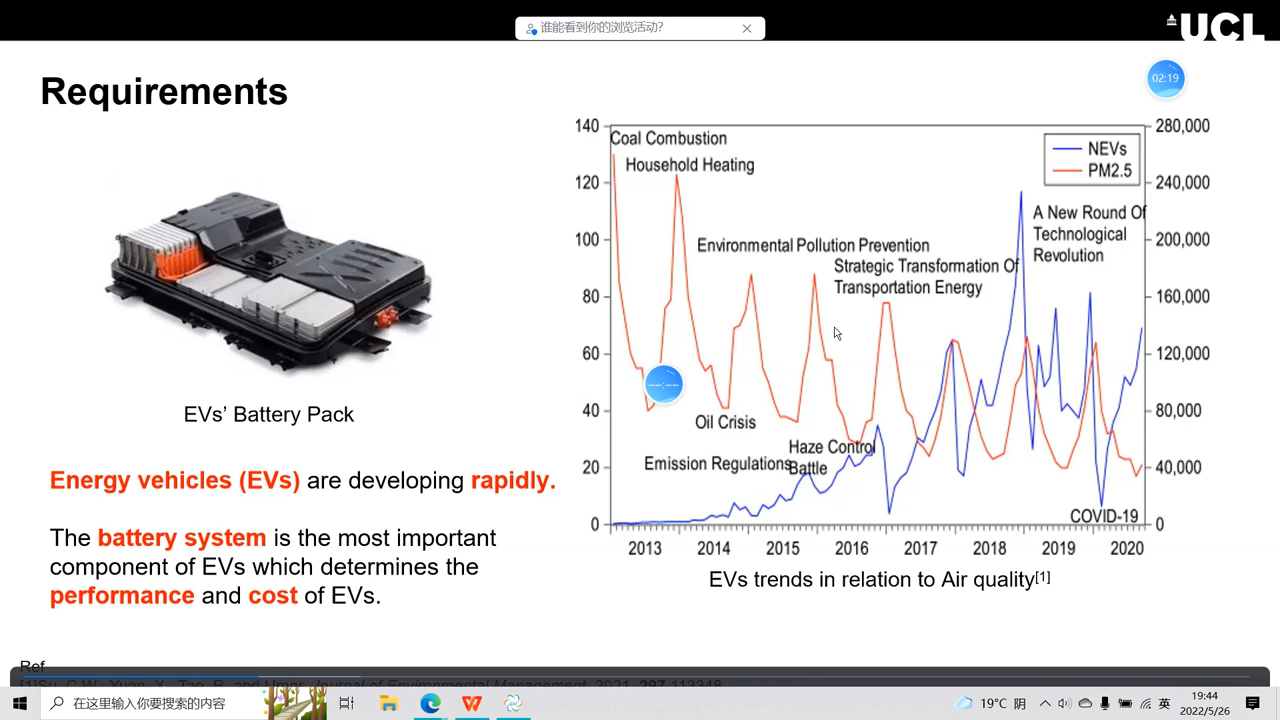 谁能看到你的浏览活动?
UCL
Requirements
02:19
140
120
100
80
60
40
20
0
280,000
240,000
200,000
160,000
120,000
80,000
40,000
0
Coal Combustion
Household Heating
NEVs
PM2.5
A New Round Of
Technological
Revolution
Environmental Pollution Prevention
Strategic Transformation Of
Transportation Energy
--:--
Oil Crisis
Haze Control
Battle
Emission Regulations
COVID-19
2013 2014 2015 2016 2017 2018 2019 2020
EVs trends in relation to Air quality[1]
EVs’ Battery Pack
Energy vehicles (EVs) are developing rapidly.
The battery system is the most important
component of EVs which determines the
performance and cost of EVs.
Ref
[1]Su, C.W., Yuan, X., Tao, R. and Umar, Journal of Environmental Management, 2021, 297,113348
在这里输入你要搜索的内容
19°C 阴
英
19:44
2022/5/26